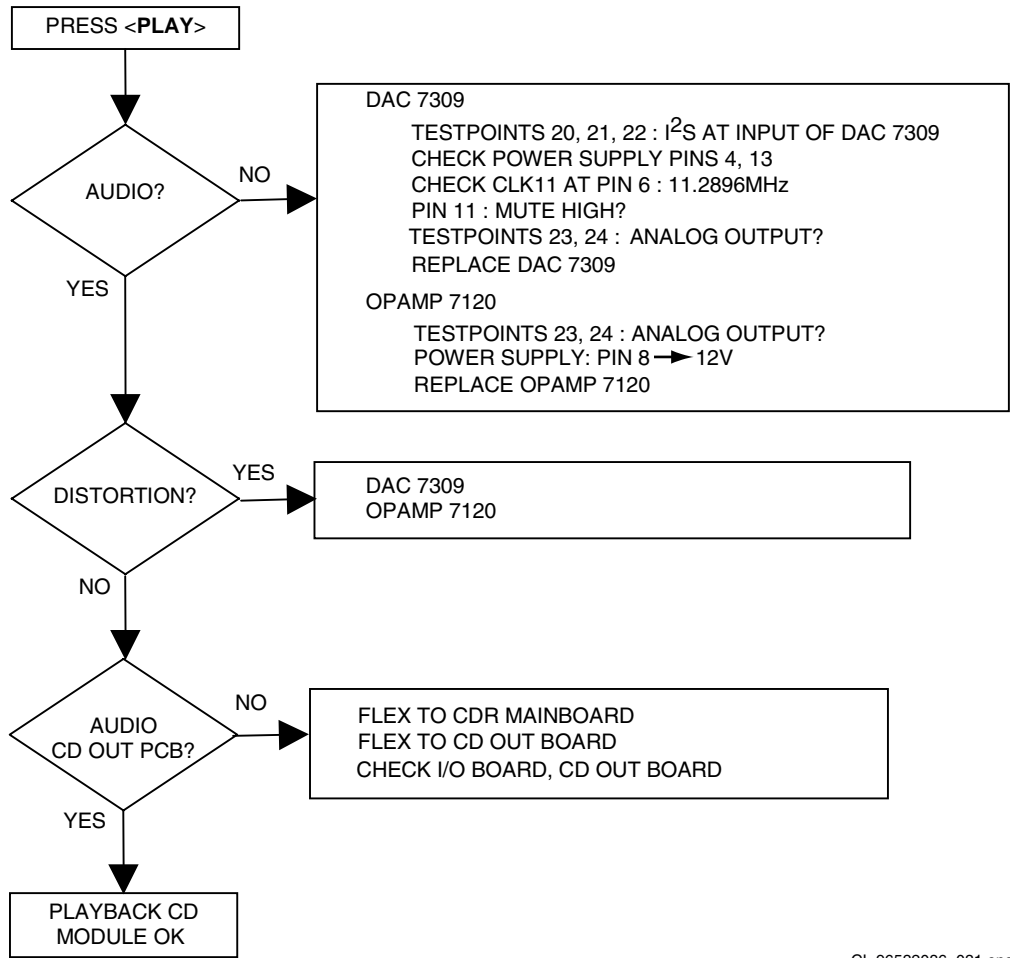 PRESS <PLAY>
AUDIO?
NO
YES
DAC 7309
TESTPOINTS 20, 21, 22 : I2S AT INPUT OF DAC 7309
CHECK POWER SUPPLY PINS 4, 13
CHECK CLK11 AT PIN 6 : 11.2896MHz
PIN 11 : MUTE HIGH?
TESTPOINTS 23, 24 : ANALOG OUTPUT?
REPLACE DAC 7309
OPAMP 7120
TESTPOINTS 23, 24 : ANALOG OUTPUT?
POWER SUPPLY: PIN 8 → 12V
REPLACE OPAMP 7120
DISTORTION?
YES
NO
DAC 7309
OPAMP 7120
AUDIO
CD OUT PCB?
NO
YES
FLEX TO CDR MAINBOARD
FLEX TO CD OUT BOARD
CHECK I/O BOARD, CD OUT BOARD
PLAYBACK CD
MODULE OK